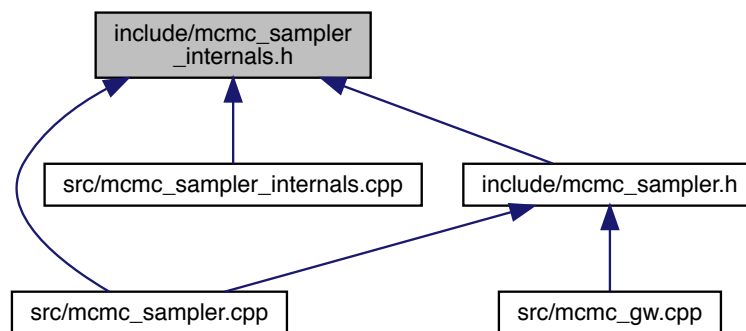 include/mcmc_sampler
_internals.h
src/mcmc_sampler_internals.cpp
include/mcmc_sampler.h
src/mcmc_sampler.cpp
src/mcmc_gw.cpp